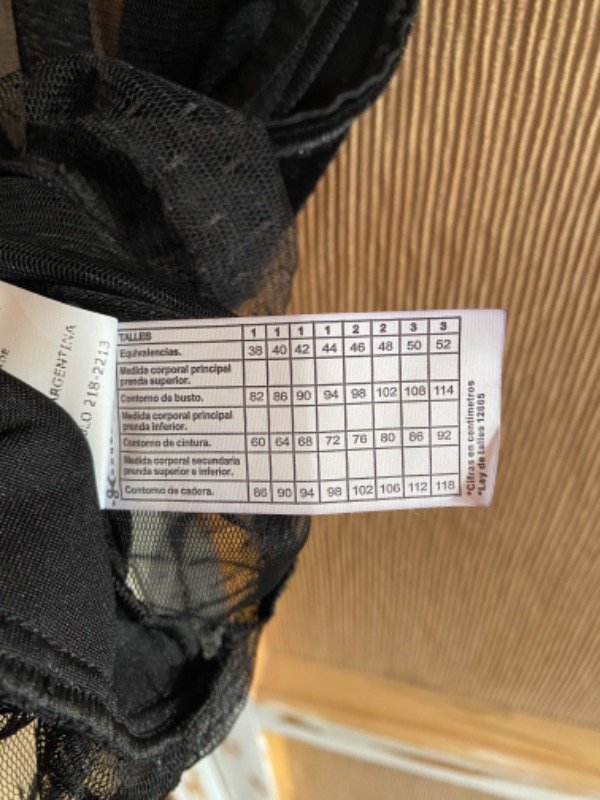 TALLES 1 1 1 1 2 2 3 3
Equivalencias. 38 40 42 44 46 48 50 52
Medida corporal principal
prenda superior.
Contorno de busto. 82 86 90 94 98 102 108 114
Medida corporal principal
prenda inferior.
Contorno de cintura. 60 64 68 72 76 80 86 92
Medida corporal secundaria
prenda superior e inferior.
Contorno de cadera. 86 90 94 98 102 106 112 118
*Cifras en centímetros
*Ley de talles 12665
ARGENTINA
218-2213